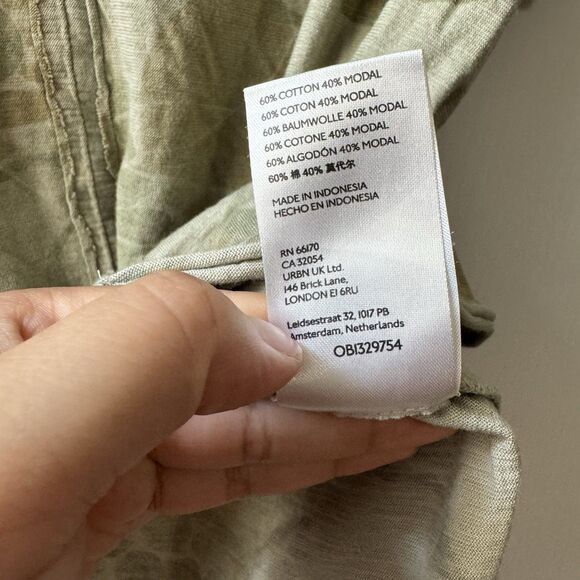 60% COTTON 40% MODAL
60% COTON 40% MODAL
60% BAUMWOLLE 40% MODAL
60% COTONE 40% MODAL
60% ALGODÓN 40% MODAL
60% 棉 40% 莫代尔
MADE IN INDONESIA
HECHO EN INDONESIA
RN 66170
CA 32054
URBN UK Ltd.
146 Brick Lane,
LONDON E1 6RU
Leidsestraat 32, 1017 PB
Amsterdam, Netherlands
OB1329754